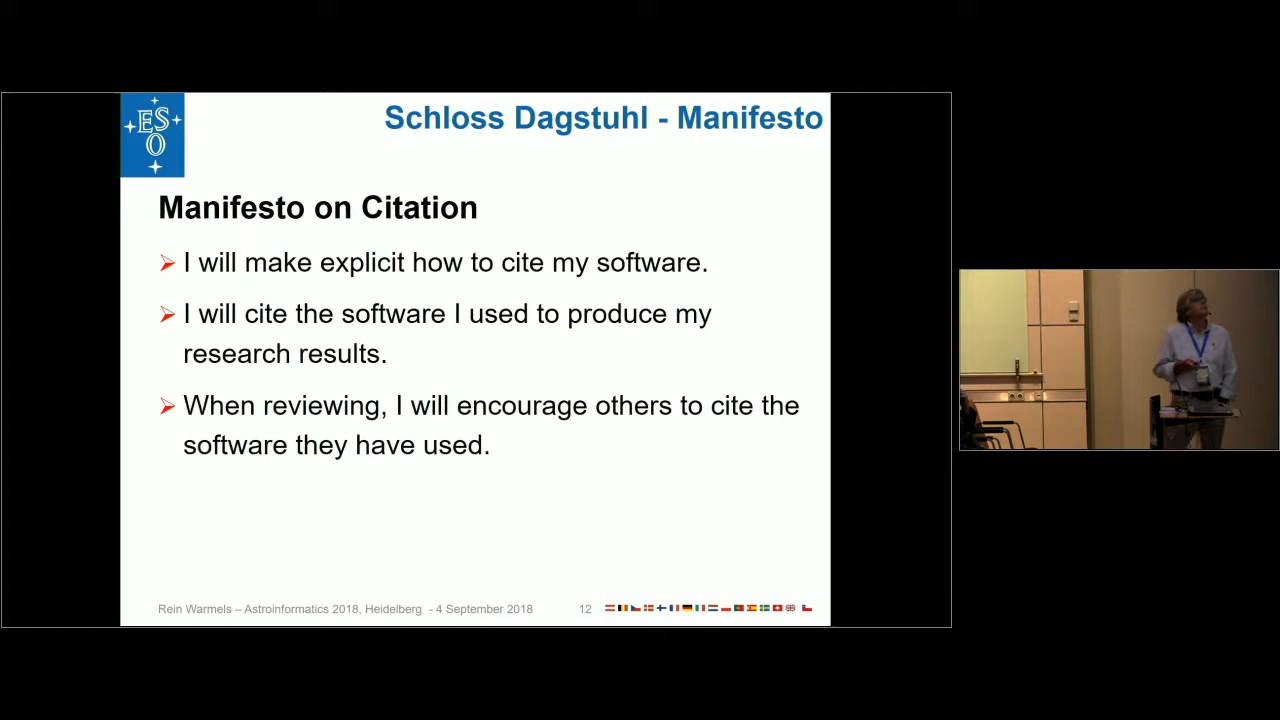 ESO
Schloss Dagstuhl - Manifesto
Manifesto on Citation
I will make explicit how to cite my software.
I will cite the software I used to produce my
research results.
When reviewing, I will encourage others to cite the
software they have used.
Rein Warmels – Astroinformatics 2018, Heidelberg - 4 September 2018
12